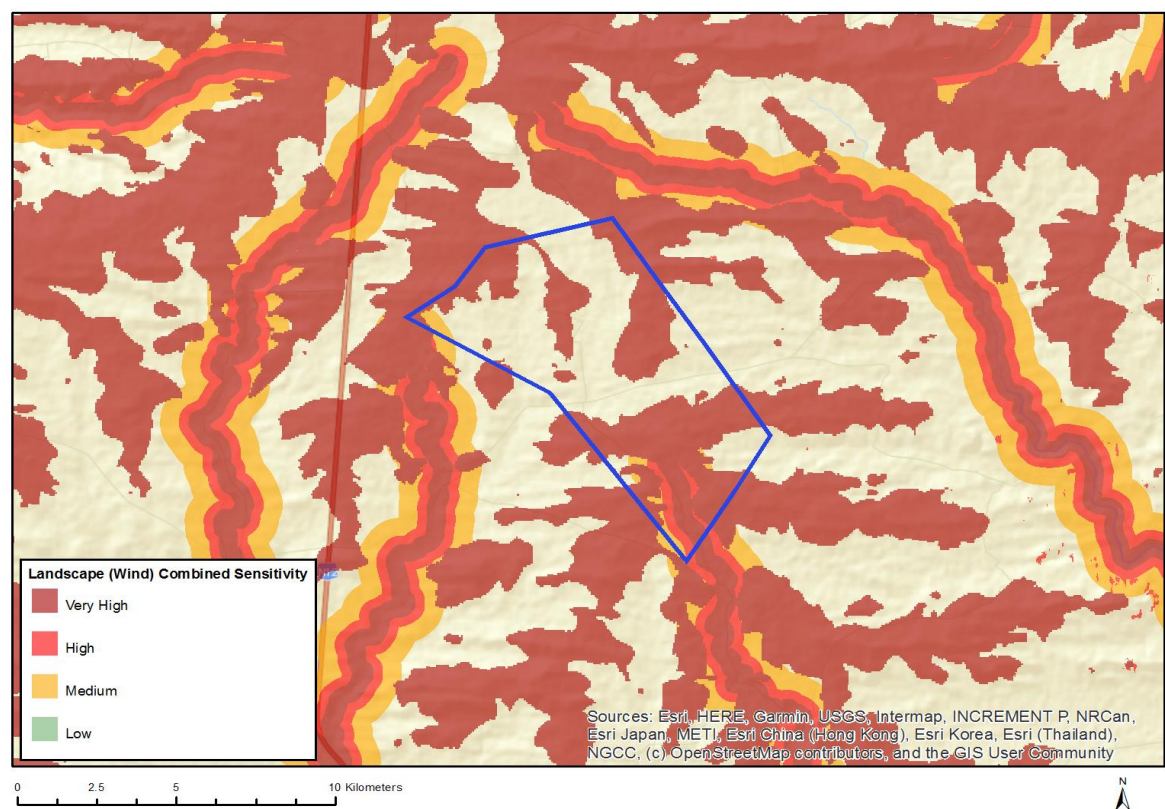 Landscape (Wind) Combined Sensitivity
Very High
High
Medium
Low
Sources: Esri, HERE, Garmin, USGS, Intermap, INCREMENT P, NRCan,
Esri Japan, METI, Esri China (Hong Kong), Esri Korea, Esri (Thailand),
NGCC, (c) OpenStreetMap contributors, and the GIS User Community
0 2.5 5 10 Kilometers
N